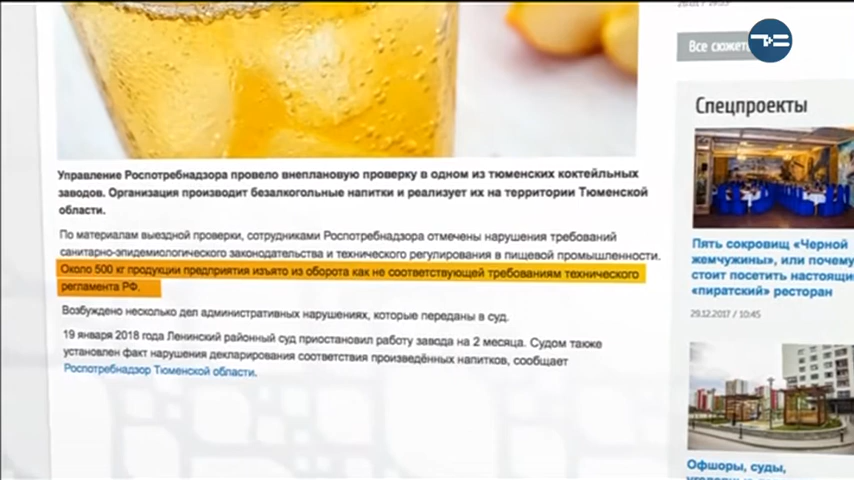 Все сюже
Спецпроекты
Управление Роспотребнадзора провело внеплановую проверку в одном из тюменских коктейльных
заводов. Организация производит безалкогольные напитки и реализует их на территории Тюменской
области.
По материалам выездной проверки, сотрудниками Роспотребнадзора отмечены нарушения требований
санитарно-эпидемиологического законодательства и технического регулирования в пищевой промышленности.
Около 500 кг продукции предприятия изъято из оборота как не соответствующей требованиям технического
регламента РФ.
Возбуждено несколько дел административных нарушениях, которые переданы в суд.
19 января 2018 года Ленинский районный суд приостановил работу завода на 2 месяца. Судом также
установлен факт нарушения декларирования соответствия произведённых напитков, сообщает
Роспотребнадзор Тюменской области.
Пять сокровищ «Черной
жемчужины», или почему
стоит посетить настоящи
«пиратский» ресторан
29.12.2017 / 10:45
Офшоры, суды,